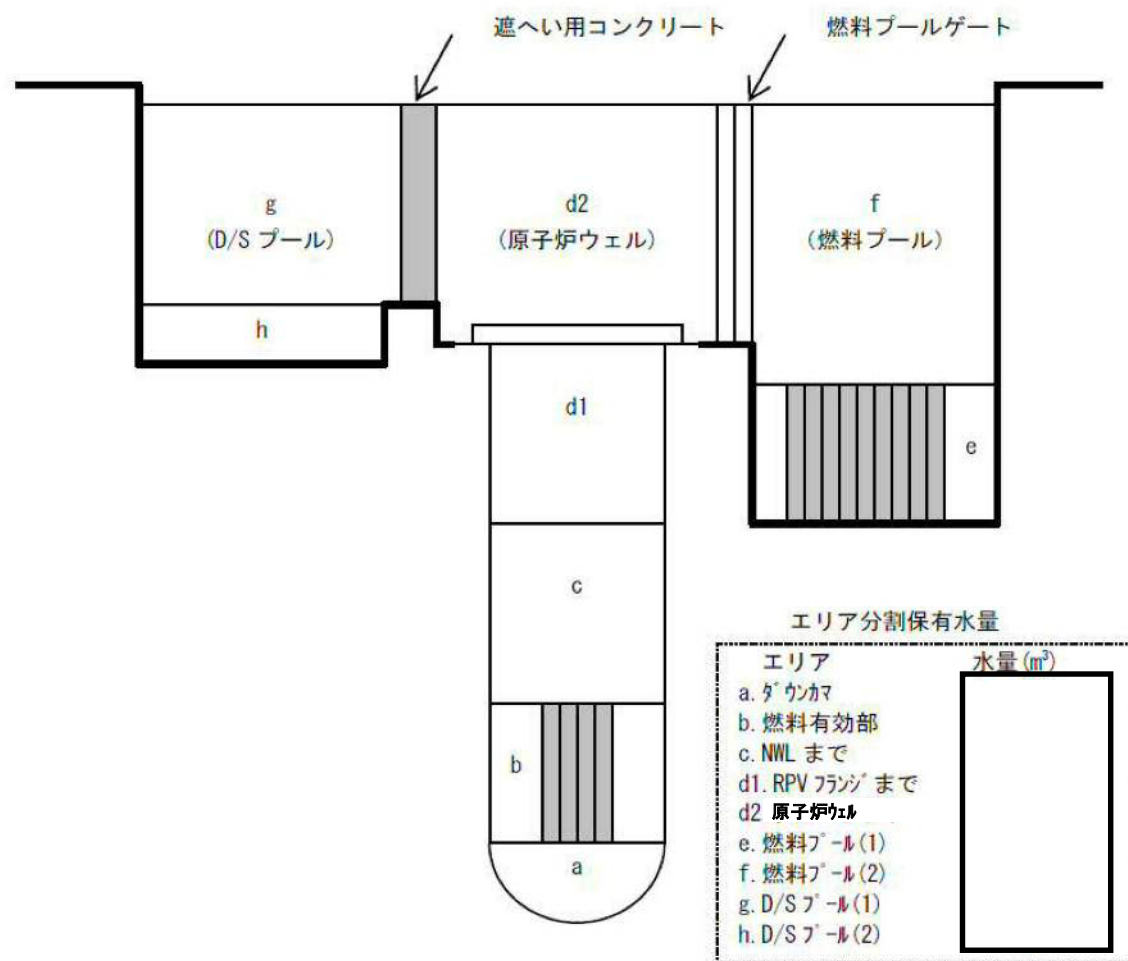 遮へい用コンクリート
燃料プールゲート
g
(D/S プール)
d2
(原子炉ウェル)
f
(燃料プール)
h
d1
e
c
b
a
エリア分割保有水量
エリア 水量(m³)
a. ﾀﾞｳﾝｶﾏ
b. 燃料有効部
c. NWL まで
d1. RPV ﾌﾗﾝｼﾞまで
d2 原子炉ｳｪﾙ
e. 燃料ﾌﾟｰﾙ(1)
f. 燃料ﾌﾟｰﾙ(2)
g. D/S ﾌﾟｰﾙ(1)
h. D/S ﾌﾟｰﾙ(2)